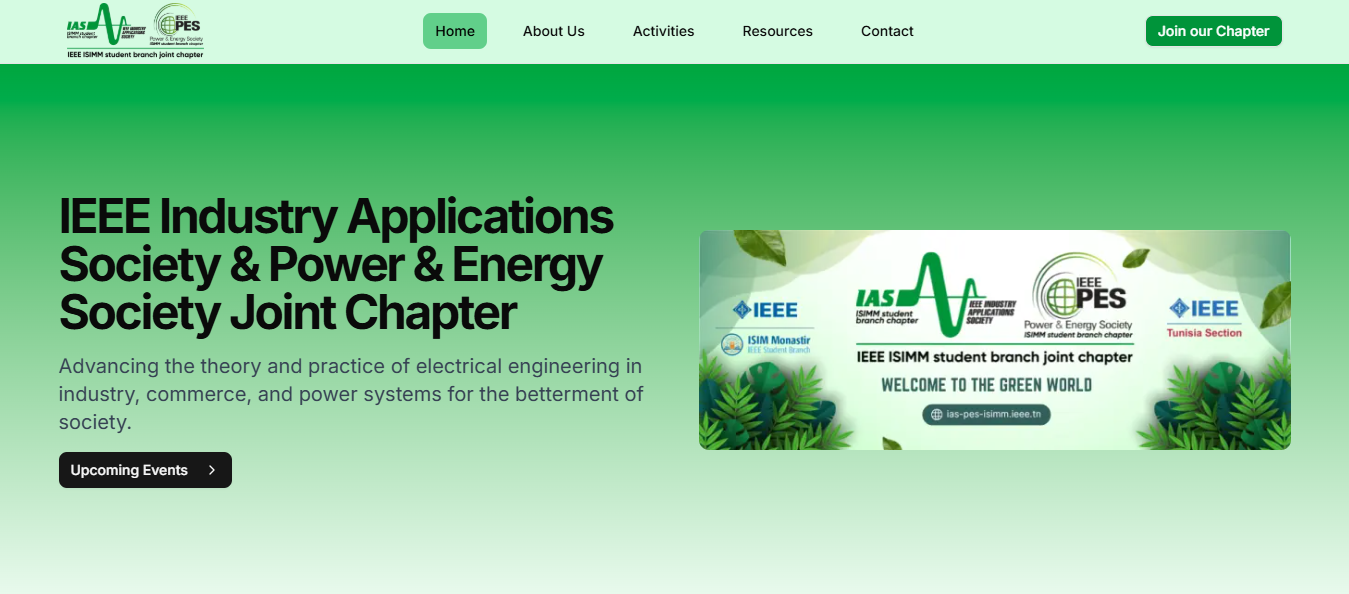 IAS
ISIMM student
branch chapter
IEEE INDUSTRY
APPLICATIONS
SOCIETY
IEEE
PES
Power & Energy Society
ISIMM student branch chapter
IEEE ISIMM student branch joint chapter
Home
About Us
Activities
Resources
Contact
Join our Chapter
IEEE Industry Applications
Society & Power & Energy
Society Joint Chapter
Advancing the theory and practice of electrical engineering in
industry, commerce, and power systems for the betterment of
society.
Upcoming Events
IEEE
ISIM Monastir
IEEE Student Branch
IAS
ISIMM student
branch chapter
IEEE INDUSTRY
APPLICATIONS
SOCIETY
IEEE
PES
Power & Energy Society
ISIMM student branch chapter
IEEE ISIMM student branch joint chapter
WELCOME TO THE GREEN WORLD
ias-pes-isimm.ieee.tn
IEEE
Tunisia Section